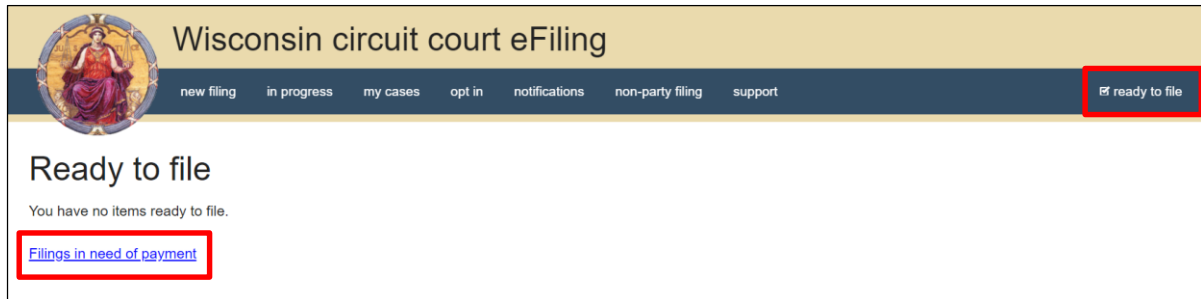 Wisconsin circuit court eFiling
new filing in progress my cases opt in notifications non-party filing support ready to file
Ready to file
You have no items ready to file.
Filings in need of payment